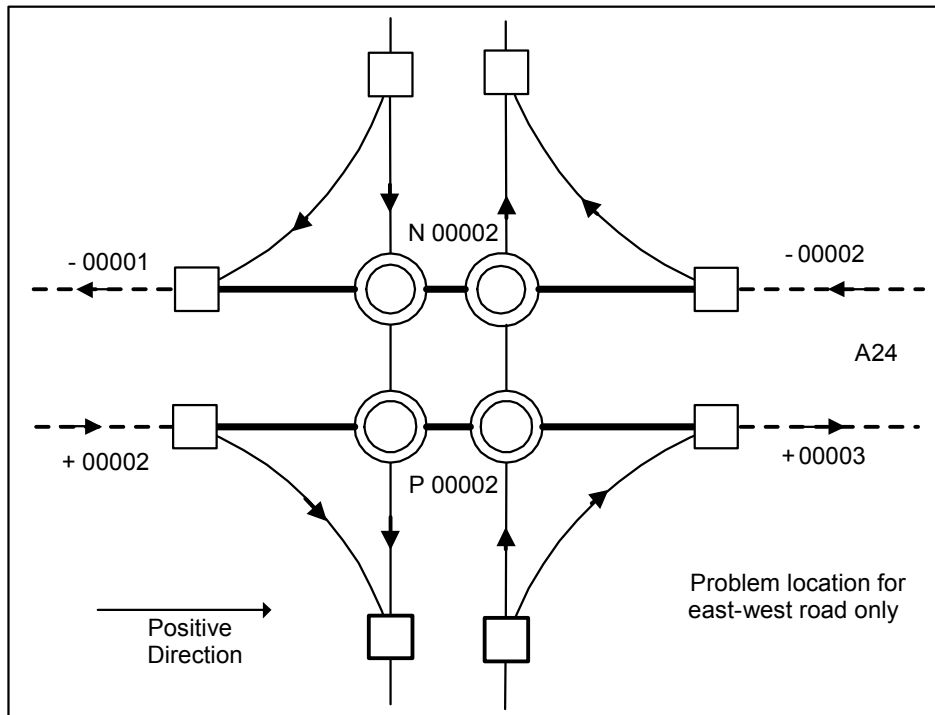 N 00002
- 00001
- 00002
A24
+ 00002
+ 00003
P 00002
Problem location for
east-west road only
Positive
Direction